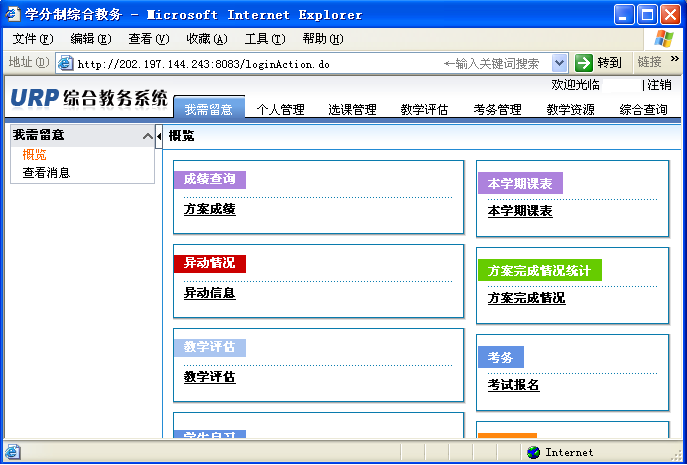 学分制综合教务 - Microsoft Internet Explorer
文件(F) 编辑(E) 查看(V) 收藏(A) 工具(T) 帮助(H)
地址(D) http://202.197.144.243:8083/loginAction.do ←输入关键词搜索 转到 链接 »
欢迎光临 | 注销
URP 综合教务系统
我需留意 个人管理 选课管理 教学评估 考务管理 教学资源 综合查询
我需留意
概览
查看消息
概览
成绩查询
方案成绩
异动情况
异动信息
教学评估
教学评估
学生自习
本学期课表
本学期课表
方案完成情况统计
方案完成情况
考务
考试报名
Internet